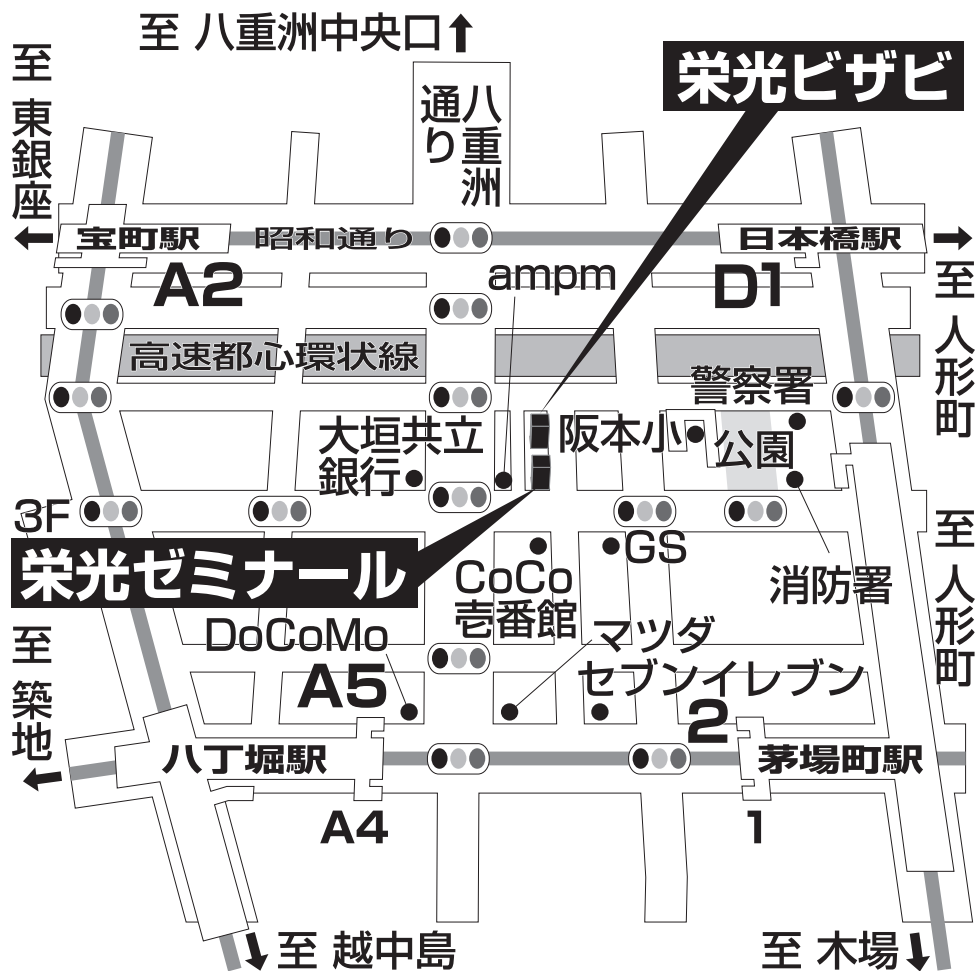 至 八重洲中央口
至 東銀座
栄光ビザビ
八重洲
通り
宝町駅
昭和通り
日本橋駅
A2
ampm
D1
至 人形町
高速都心環状線
警察署
大垣共立
銀行
阪本小
公園
3F
栄光ゼミナール
GS
至 人形町
CoCo
壱番館
消防署
至 築地
DoCoMo
マツダ
A5
セブンイレブン
2
八丁堀駅
茅場町駅
A4
1
至 越中島
至 木場